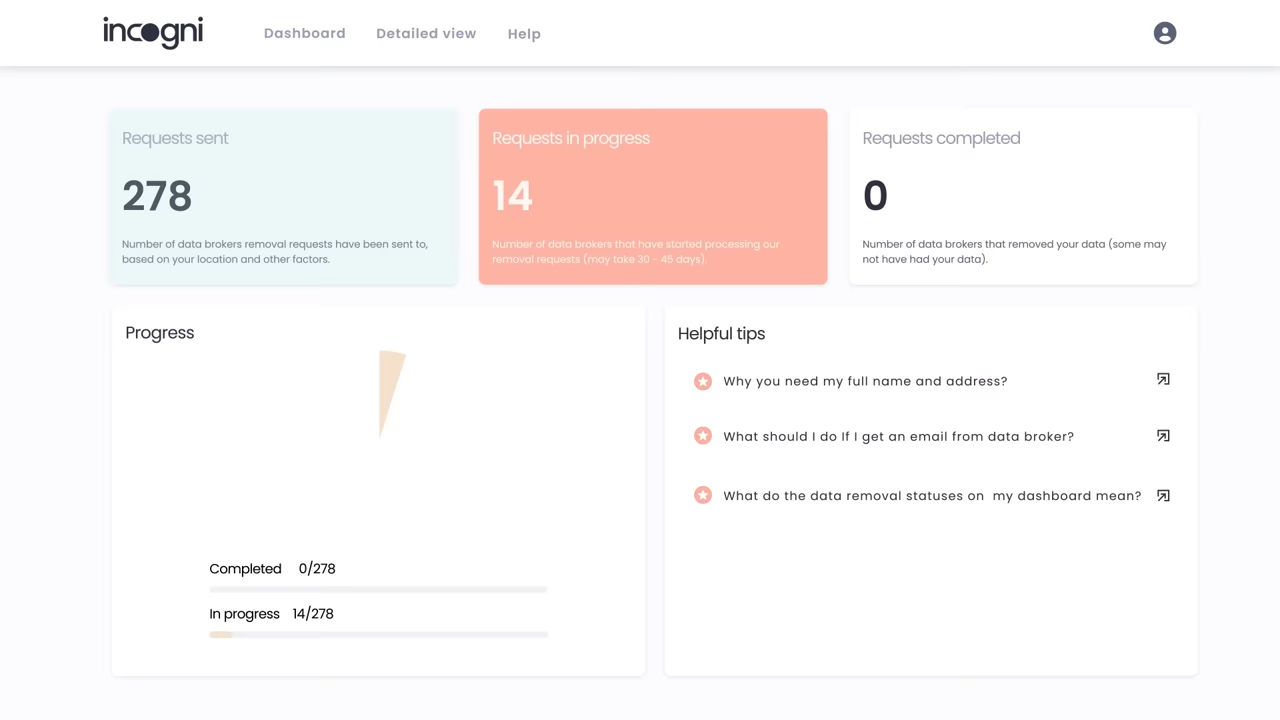 incogni
Dashboard
Detailed view
Help
Requests sent
278
Number of data brokers removal requests have been sent to,
based on your location and other factors.
Requests in progress
14
Number of data brokers that have started processing our
removal requests (may take 30 - 45 days).
Requests completed
0
Number of data brokers that removed your data (some may
not have had your data).
Progress
Completed 0/278
In progress 14/278
Helpful tips
Why you need my full name and address?
What should I do If I get an email from data broker?
What do the data removal statuses on my dashboard mean?